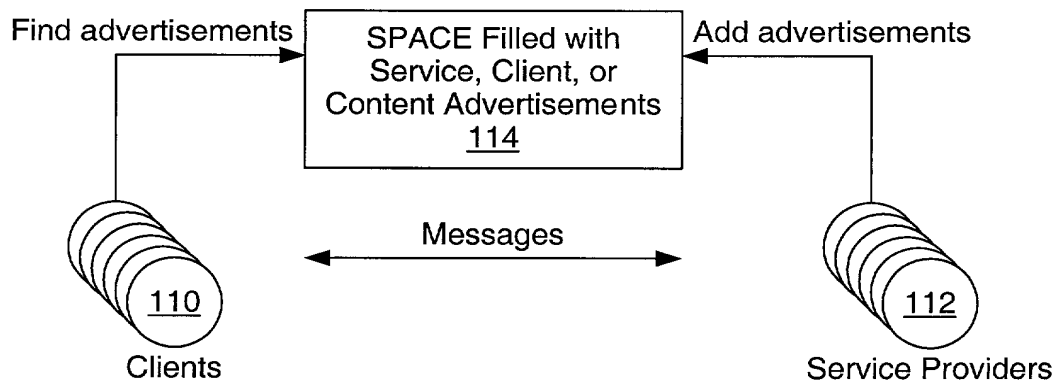 Find advertisements
SPACE Filled with
Service, Client, or
Content Advertisements
114
Add advertisements
Messages
110
Clients
112
Service Providers